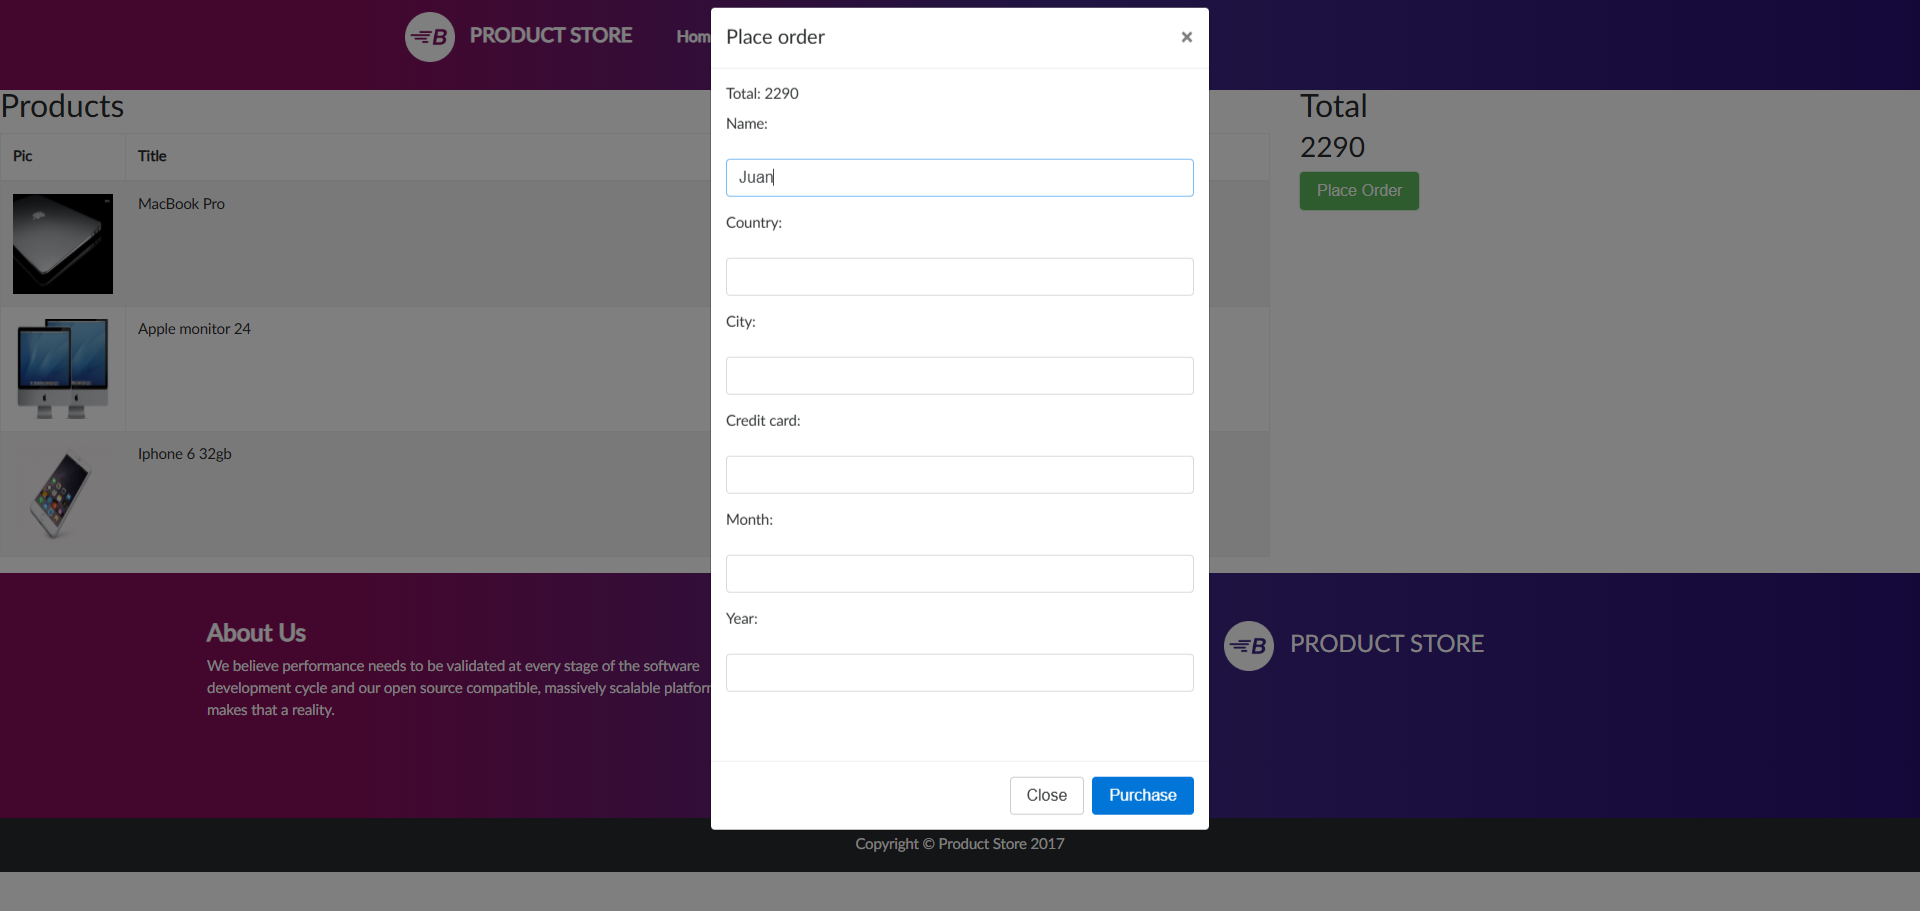 PRODUCT STORE
Hom
Place order
×
Total: 2290
Name:
Juan
Country:
City:
Credit card:
Month:
Year:
Close
Purchase
Products
Pic
Title
MacBook Pro
Apple monitor 24
Iphone 6 32gb
Total
2290
Place Order
About Us
We believe performance needs to be validated at every stage of the software
development cycle and our open source compatible, massively scalable platfor
makes that a reality.
B PRODUCT STORE
Copyright © Product Store 2017